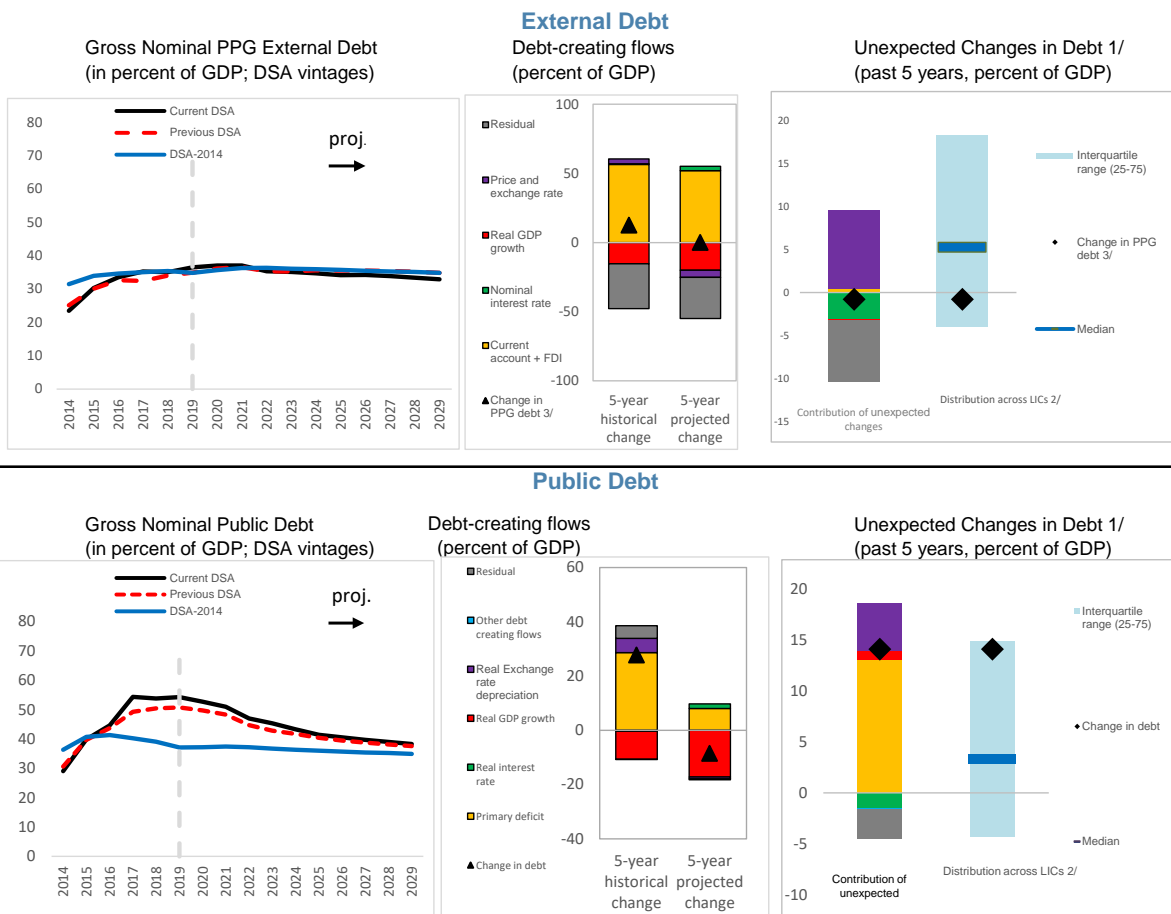 External Debt
Gross Nominal PPG External Debt
(in percent of GDP; DSA vintages)
Current DSA
Previous DSA
DSA-2014
proj.
80
70
60
50
40
30
20
10
0
2014
2015
2016
2017
2018
2019
2020
2021
2022
2023
2024
2025
2026
2027
2028
2029
Debt-creating flows
(percent of GDP)
Residual
Price and
exchange rate
Real GDP
growth
Nominal
interest rate
Current
account + FDI
Change in
PPG debt 3/
100
50
0
-50
-100
5-year
historical
change
5-year
projected
change
Unexpected Changes in Debt 1/
(past 5 years, percent of GDP)
20
15
10
5
0
-5
-10
-15
Contribution of unexpected
changes
Distribution across LICs 2/
Interquartile
range (25-75)
Change in PPG
debt 3/
Median
Public Debt
Gross Nominal Public Debt
(in percent of GDP; DSA vintages)
Current DSA
Previous DSA
DSA-2014
proj.
80
70
60
50
40
30
20
10
0
2014
2015
2016
2017
2018
2019
2020
2021
2022
2023
2024
2025
2026
2027
2028
2029
Debt-creating flows
(percent of GDP)
Residual
Other debt
creating flows
Real Exchange
rate
depreciation
Real GDP growth
Real interest
rate
Primary deficit
Change in debt
60
40
20
0
-20
-40
5-year
historical
change
5-year
projected
change
Unexpected Changes in Debt 1/
(past 5 years, percent of GDP)
20
15
10
5
0
-5
-10
Contribution of
unexpected
Distribution across LICs 2/
Interquartile
range (25-75)
Change in debt
Median